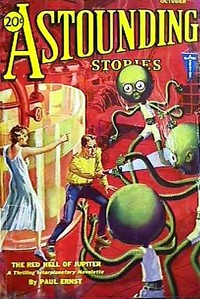 OCTOBER
20¢
ASTOUNDING
STORIES
THE RED HELL OF JUPITER
A Thrilling Interplanetary Novelette
By PAUL ERNST